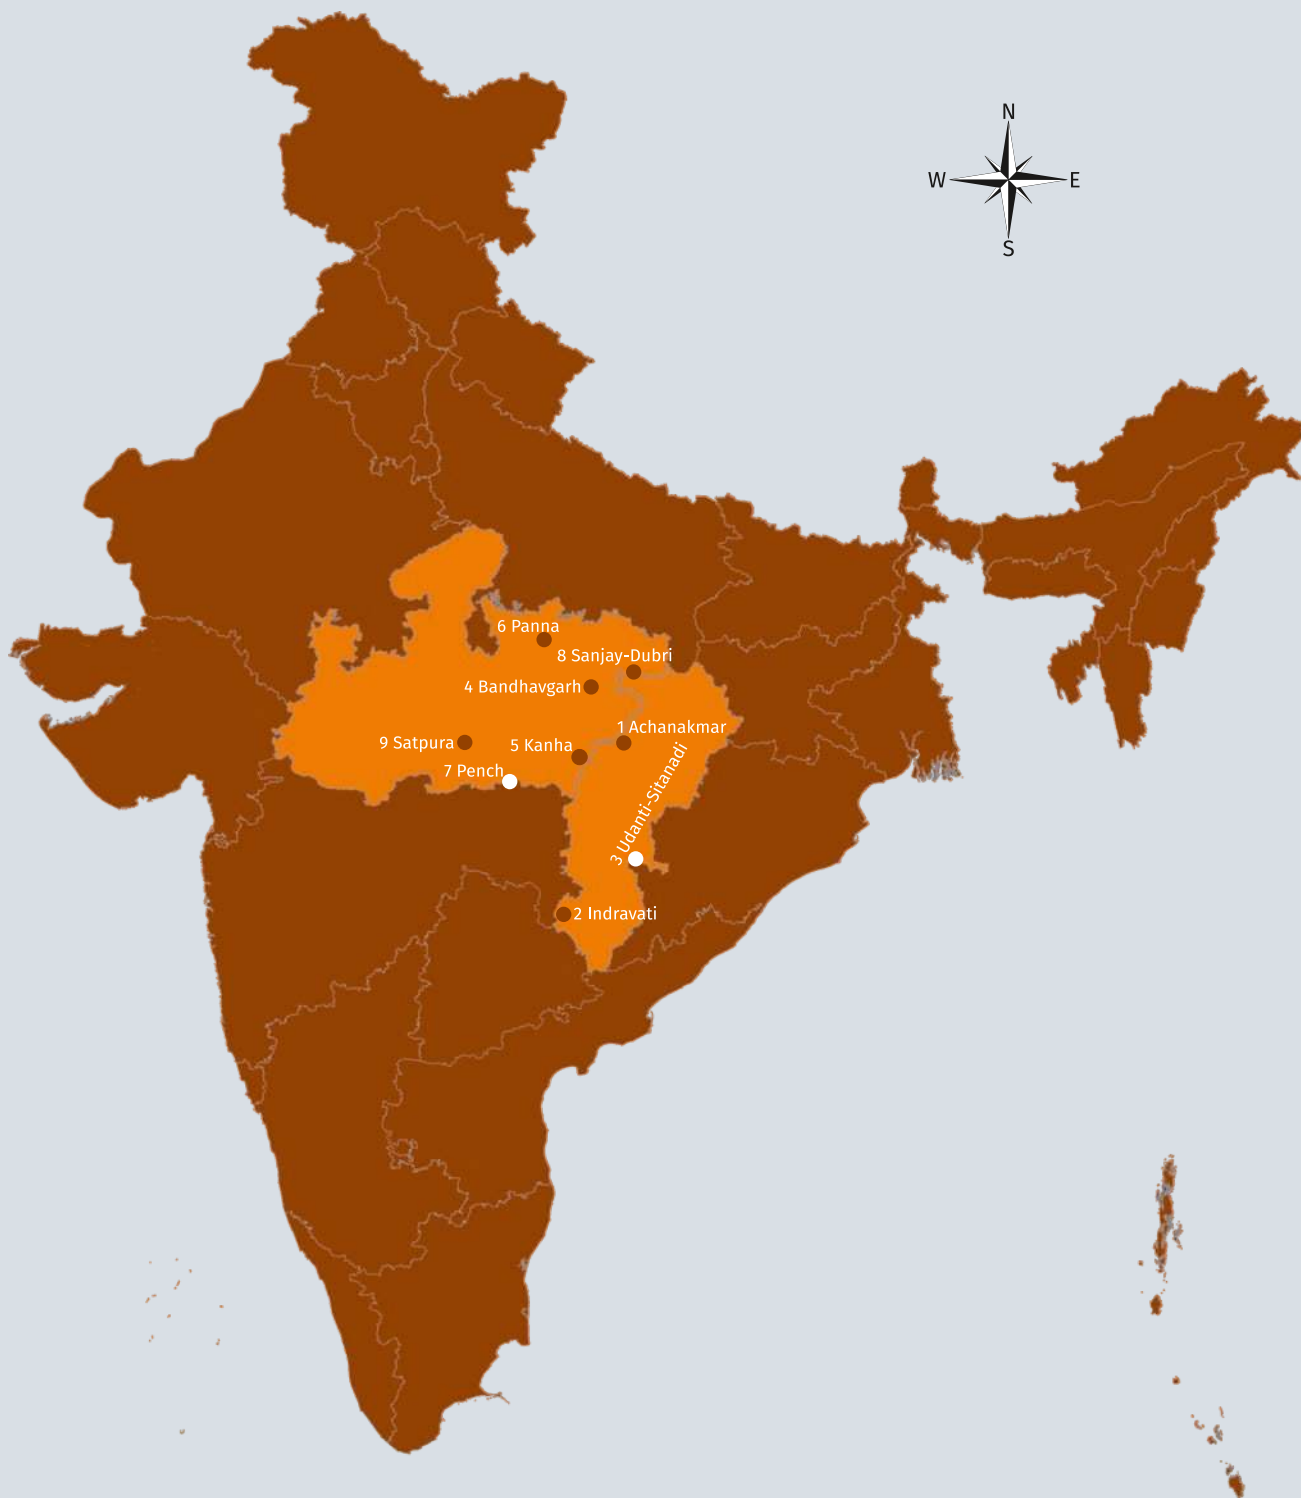 N
W
E
S
6 Panna
8 Sanjay-Dubri
4 Bandhavgarh
1 Achanakmar
9 Satpura
5 Kanha
7 Pench
3 Udanti-Sitanadi
2 Indravati